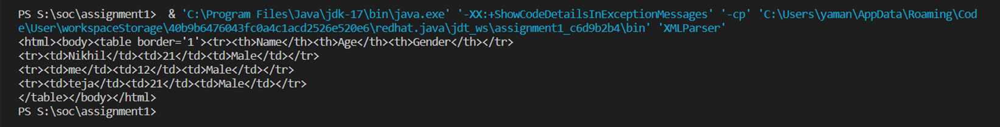 PS S:\soc\assignment1>  & 'C:\Program Files\Java\jdk-17\bin\java.exe' '-XX:+ShowCodeDetailsInExceptionMessages' '-cp' 'C:\Users\yaman\AppData\Roaming\Cod
e\User\workspaceStorage\40b9b6476043fc0a4c1acd2526e520e6\redhat.java\jdt_ws\assignment1_c6d9b2b4\bin' 'XMLParser'
<html><body><table border='1'><tr><th>Name</th><th>Age</th><th>Gender</th></tr>
<tr><td>Nikhil</td><td>21</td><td>Male</td></tr>
<tr><td>me</td><td>12</td><td>Male</td></tr>
<tr><td>teja</td><td>21</td><td>Male</td></tr>
</table></body></html>
PS S:\soc\assignment1>